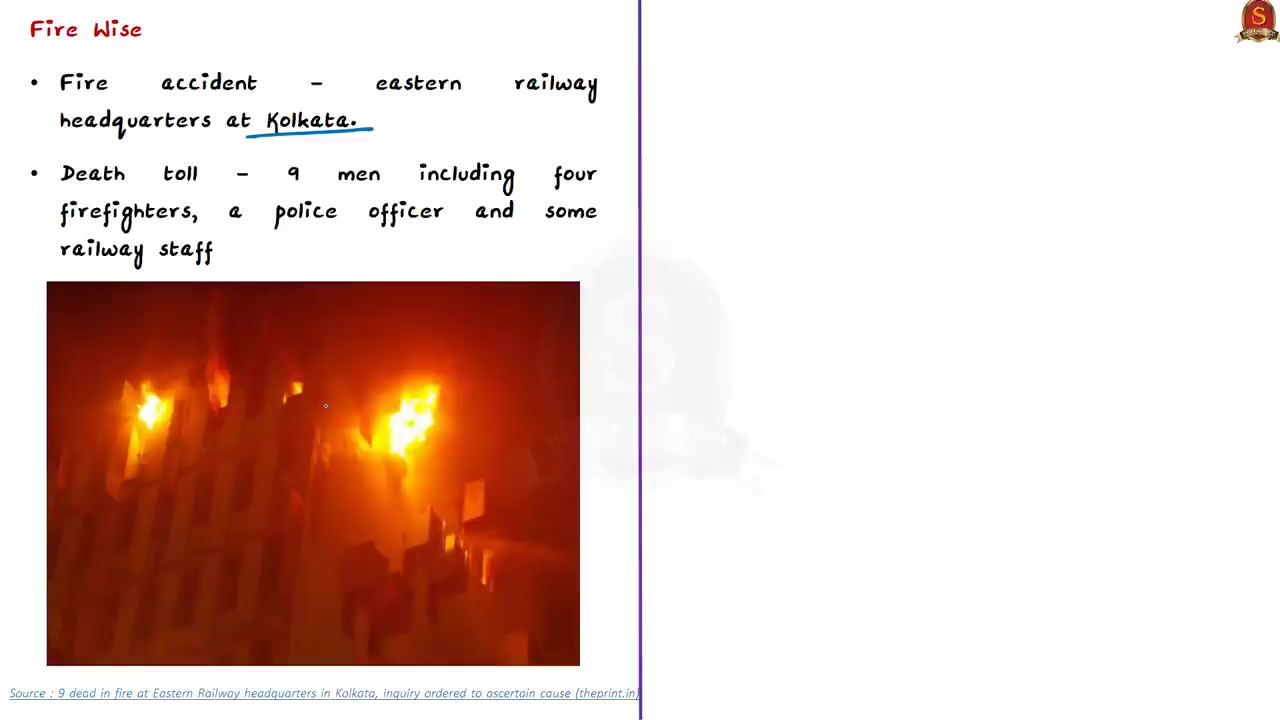 Fire Wise
• Fire accident – eastern railway
headquarters at Kolkata.
• Death toll – 9 men including four
firefighters, a police officer and some
railway staff
Source : 9 dead in fire at Eastern Railway headquarters in Kolkata, inquiry ordered to ascertain cause (theprint.in)
S
S